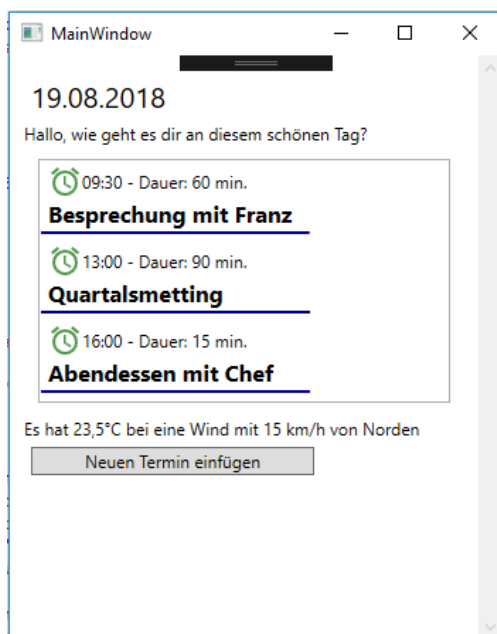 MainWindow
19.08.2018
Hallo, wie geht es dir an diesem schönen Tag?
09:30 - Dauer: 60 min.
Besprechung mit Franz
13:00 - Dauer: 90 min.
Quartalsmetting
16:00 - Dauer: 15 min.
Abendessen mit Chef
Es hat 23,5°C bei eine Wind mit 15 km/h von Norden
Neuen Termin einfügen